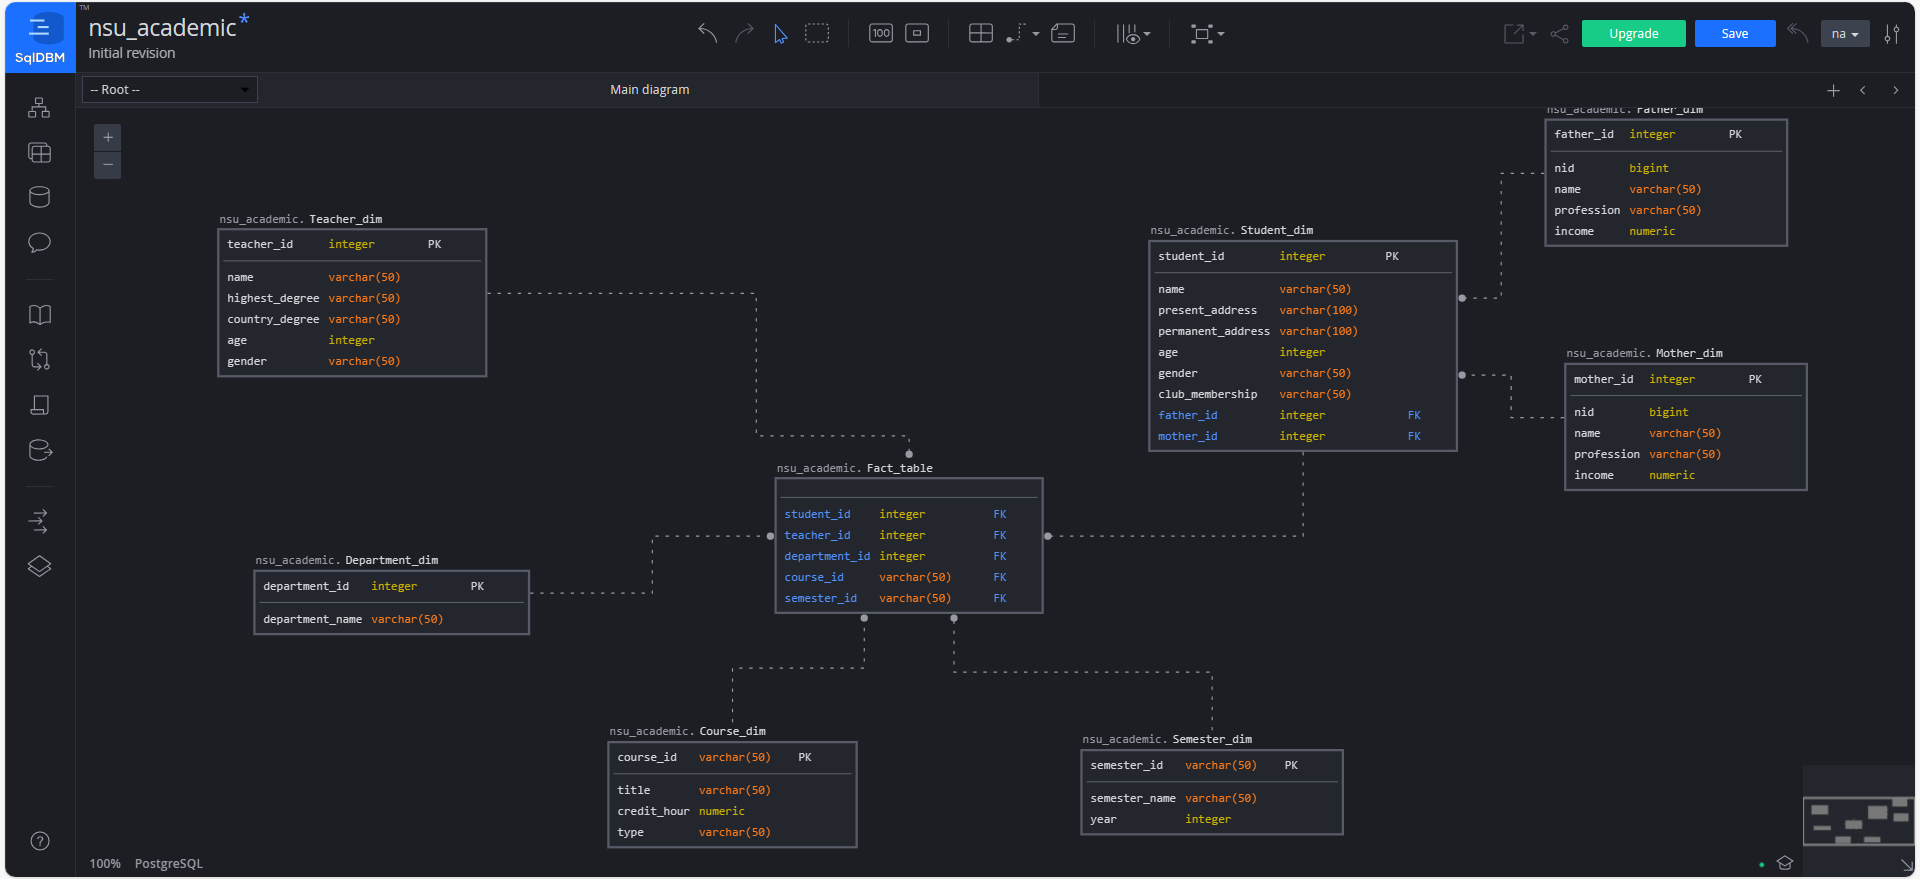 TM
nsu_academic*
Initial revision
SqlDBM
100
Upgrade
Save
na
-- Root --
Main diagram
nsu_academic. Father_dim
father_id integer PK
nid bigint
name varchar(50)
profession varchar(50)
income numeric
nsu_academic. Teacher_dim
teacher_id integer PK
name varchar(50)
highest_degree varchar(50)
country_degree varchar(50)
age integer
gender varchar(50)
nsu_academic. Student_dim
student_id integer PK
name varchar(50)
present_address varchar(100)
permanent_address varchar(100)
age integer
gender varchar(50)
club_membership varchar(50)
father_id integer FK
mother_id integer FK
nsu_academic. Mother_dim
mother_id integer PK
nid bigint
name varchar(50)
profession varchar(50)
income numeric
nsu_academic. Fact_table
student_id integer FK
teacher_id integer FK
department_id integer FK
course_id varchar(50) FK
semester_id varchar(50) FK
nsu_academic. Department_dim
department_id integer PK
department_name varchar(50)
nsu_academic. Course_dim
course_id varchar(50) PK
title varchar(50)
credit_hour numeric
type varchar(50)
nsu_academic. Semester_dim
semester_id varchar(50) PK
semester_name varchar(50)
year integer
100% PostgreSQL